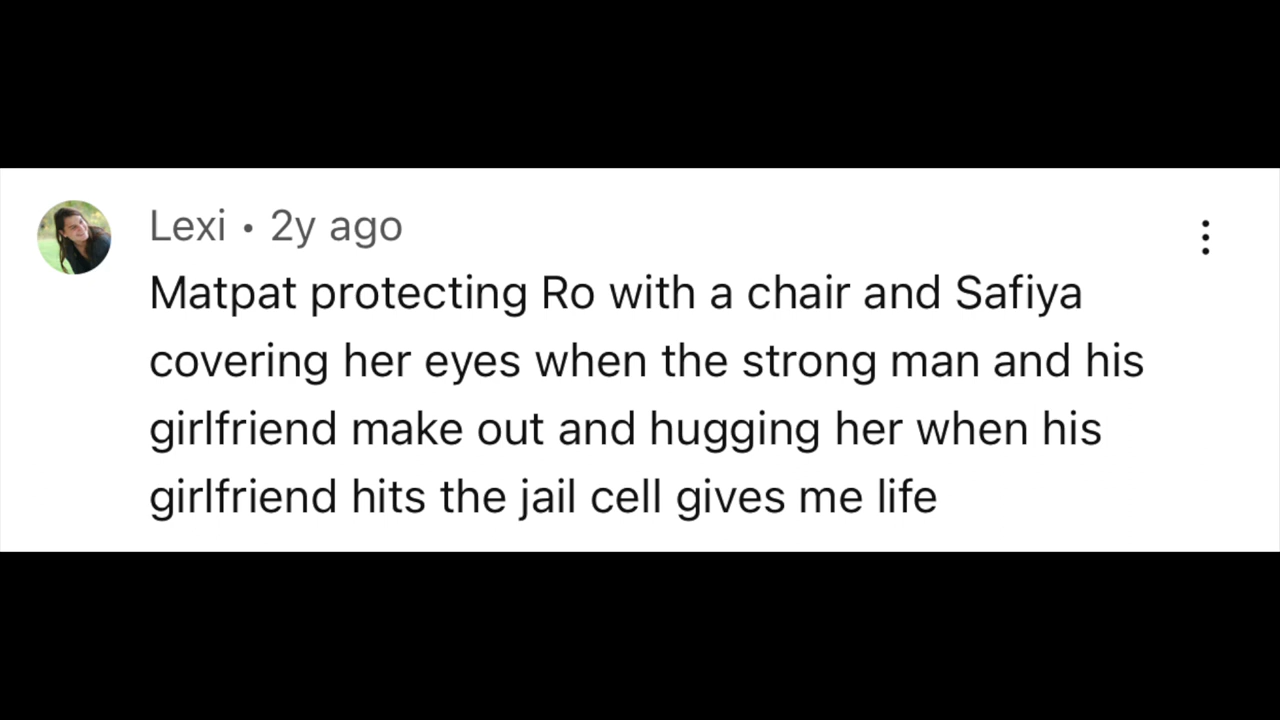 Lexi • 2y ago
Matpat protecting Ro with a chair and Safiya
covering her eyes when the strong man and his
girlfriend make out and hugging her when his
girlfriend hits the jail cell gives me life